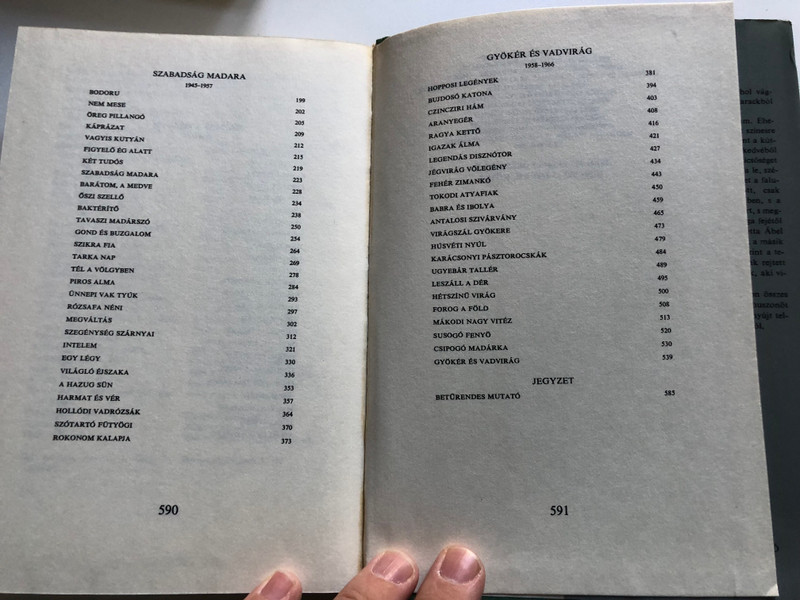 SZABADSÁG MADARA
1945–1957
BODORU 199
NEM MESE 202
ÖREG PILLANGÓ 205
KÁPRÁZAT 209
VAGYIS KUTYÁN 212
FIGYELŐ ÉG ALATT 215
KÉT TUDÓS 219
SZABADSÁG MADARA 223
BARÁTOM, A MEDVE 228
ŐSZI SZELLŐ 234
BAKTÉRÍTŐ 238
TAVASZI MADÁRSZÓ 250
GOND ÉS BUZGALOM 254
SZIKRA FIA 264
TARKA NAP 269
TÉL A VÖLGYBEN 278
PIROS ALMA 284
ÜNNEPI VAK TYÚK 293
RÓZSAFA NÉNI 297
MEGVÁLTÁS 302
SZEGÉNYSÉG SZÁRNYAI 312
INTELEM 321
EGY LÉGY 330
VILÁGLÓ ÉJSZAKA 336
A HAZUG SÜN 353
HARMAT ÉS VÉR 357
HOLLÓDI VADRÓZSÁK 364
SZÓTARTÓ FÜTYÖGI 370
ROKONOM KALAPJA 373
590
GYÖKÉR ÉS VADVIRÁG
1958–1966
HOPPOSI LEGÉNYEK 381
BUJDOSÓ KATONA 394
CZINCZIRI HÁM 403
ARANYEGÉR 408
RAGYA KETTŐ 416
IGAZAK ÁLMA 421
LEGENDÁS DISZNÓTOR 427
JÉGVIRÁG VŐLEGÉNY 434
FEHÉR ZIMANKÓ 443
TOKODI ATYAFIAK 450
BABRA ÉS IBOLYA 459
ANTALOSI SZIVÁRVÁNY 465
VIRÁGSZÁL GYÖKERE 473
HÚSVÉTI NYÚL 479
KARÁCSONYI PÁSZTOROCSKÁK 484
UGYEBÁR TALLÉR 489
LESZÁLL A DÉR 495
HÉTSZÍNŰ VIRÁG 500
FOROG A FÖLD 508
MÁKODI NAGY VITÉZ 513
SUSOGÓ FENYŐ 520
CSIPOGÓ MADÁRKA 530
GYÖKÉR ÉS VADVIRÁG 539
JEGYZET
BETŰRENDES MUTATÓ 585
591